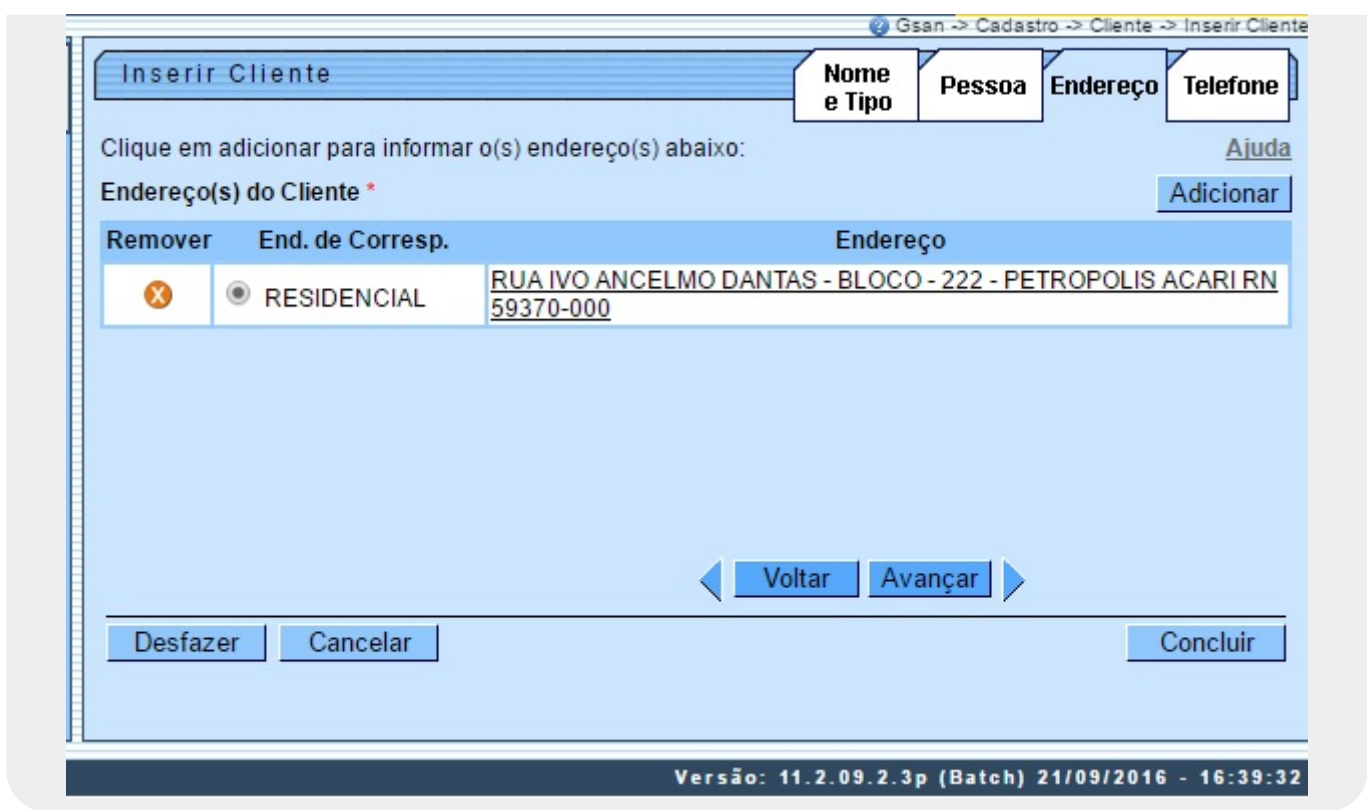 Gsan -> Cadastro -> Cliente -> Inserir Cliente
Inserir Cliente
Nome e Tipo
Pessoa
Endereço
Telefone
Clique em adicionar para informar o(s) endereço(s) abaixo:
Ajuda
Endereço(s) do Cliente *
Adicionar
Remover End. de Corresp. Endereço
X
RESIDENCIAL
RUA IVO ANCELMO DANTAS - BLOCO - 222 - PETROPOLIS ACARI RN
59370-000
Voltar Avançar
Desfazer Cancelar Concluir
Versão: 11.2.09.2.3p (Batch) 21/09/2016 - 16:39:32